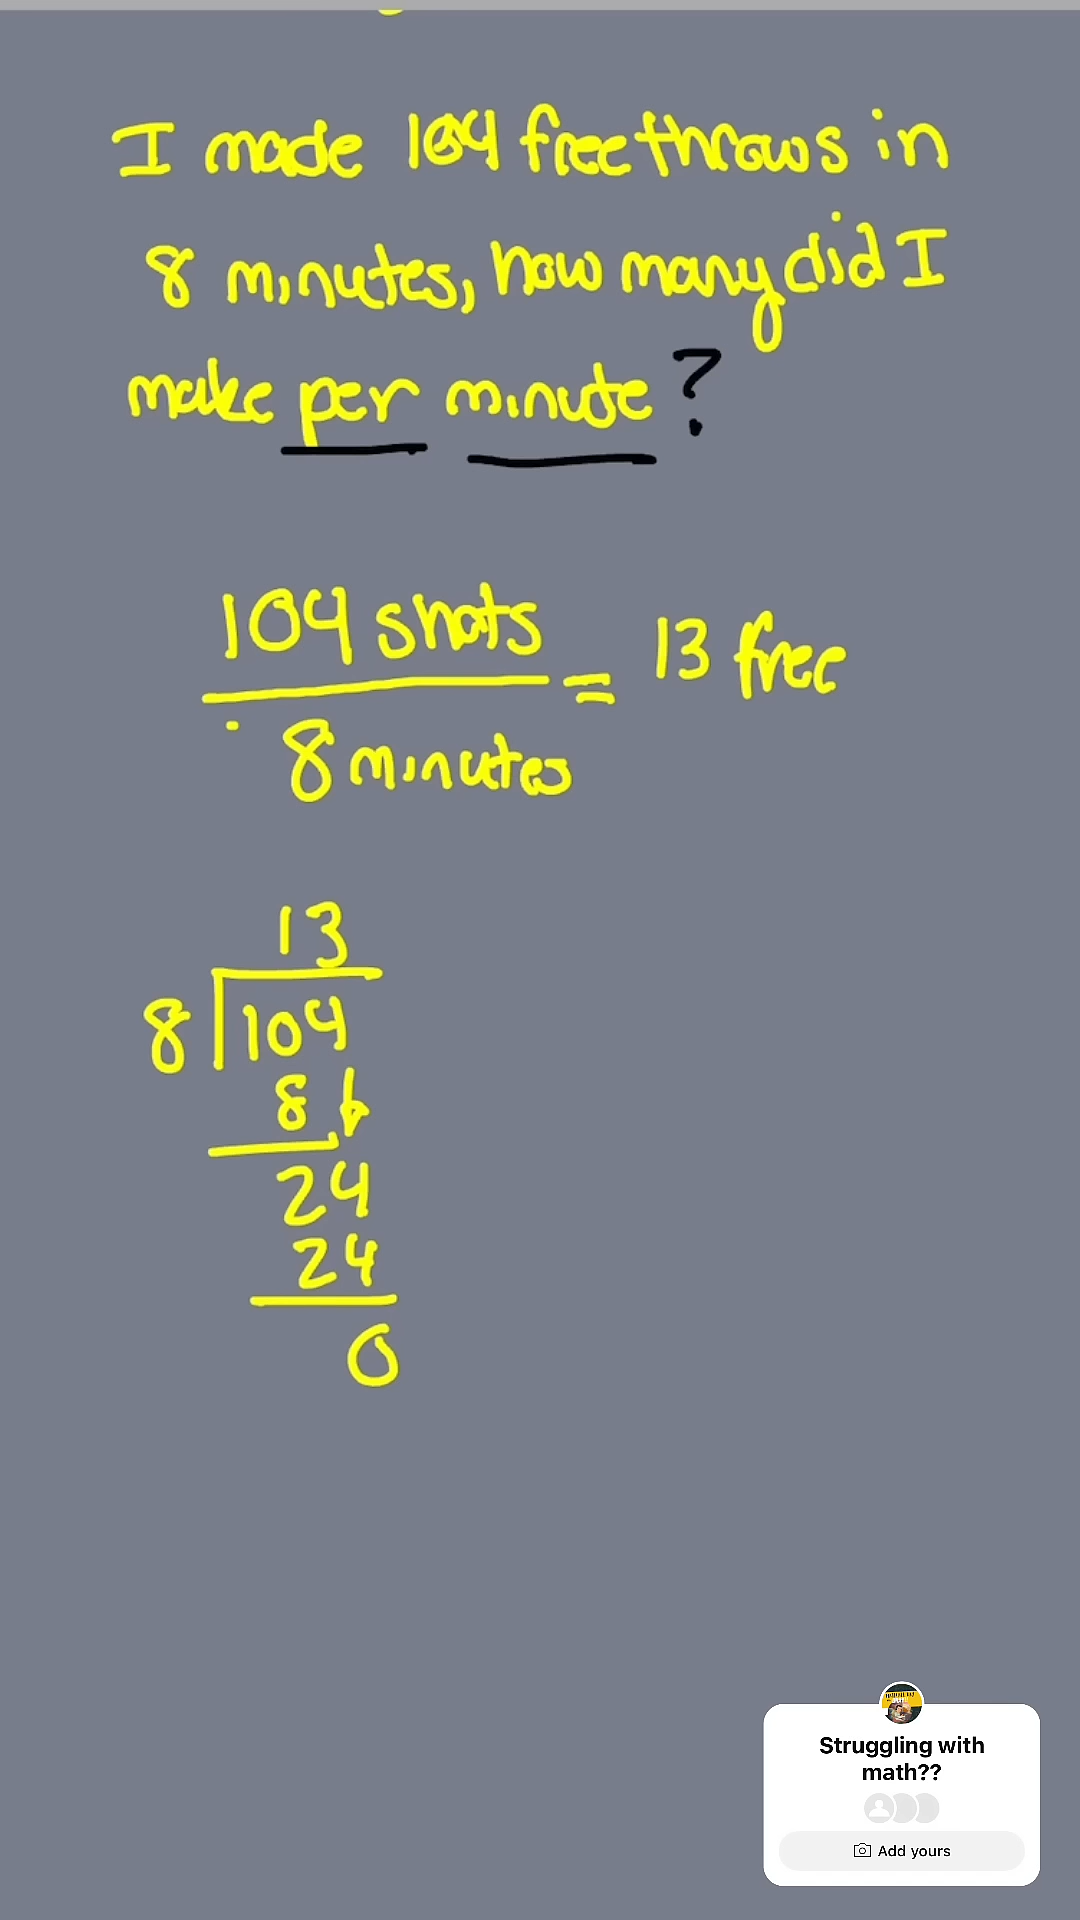 I made 104 free throws in
8 minutes, how many did I
make per minute?
104 shots
8 minutes
= 13 free
13
8 104
8
24
24
0
Struggling with
math??
Add yours